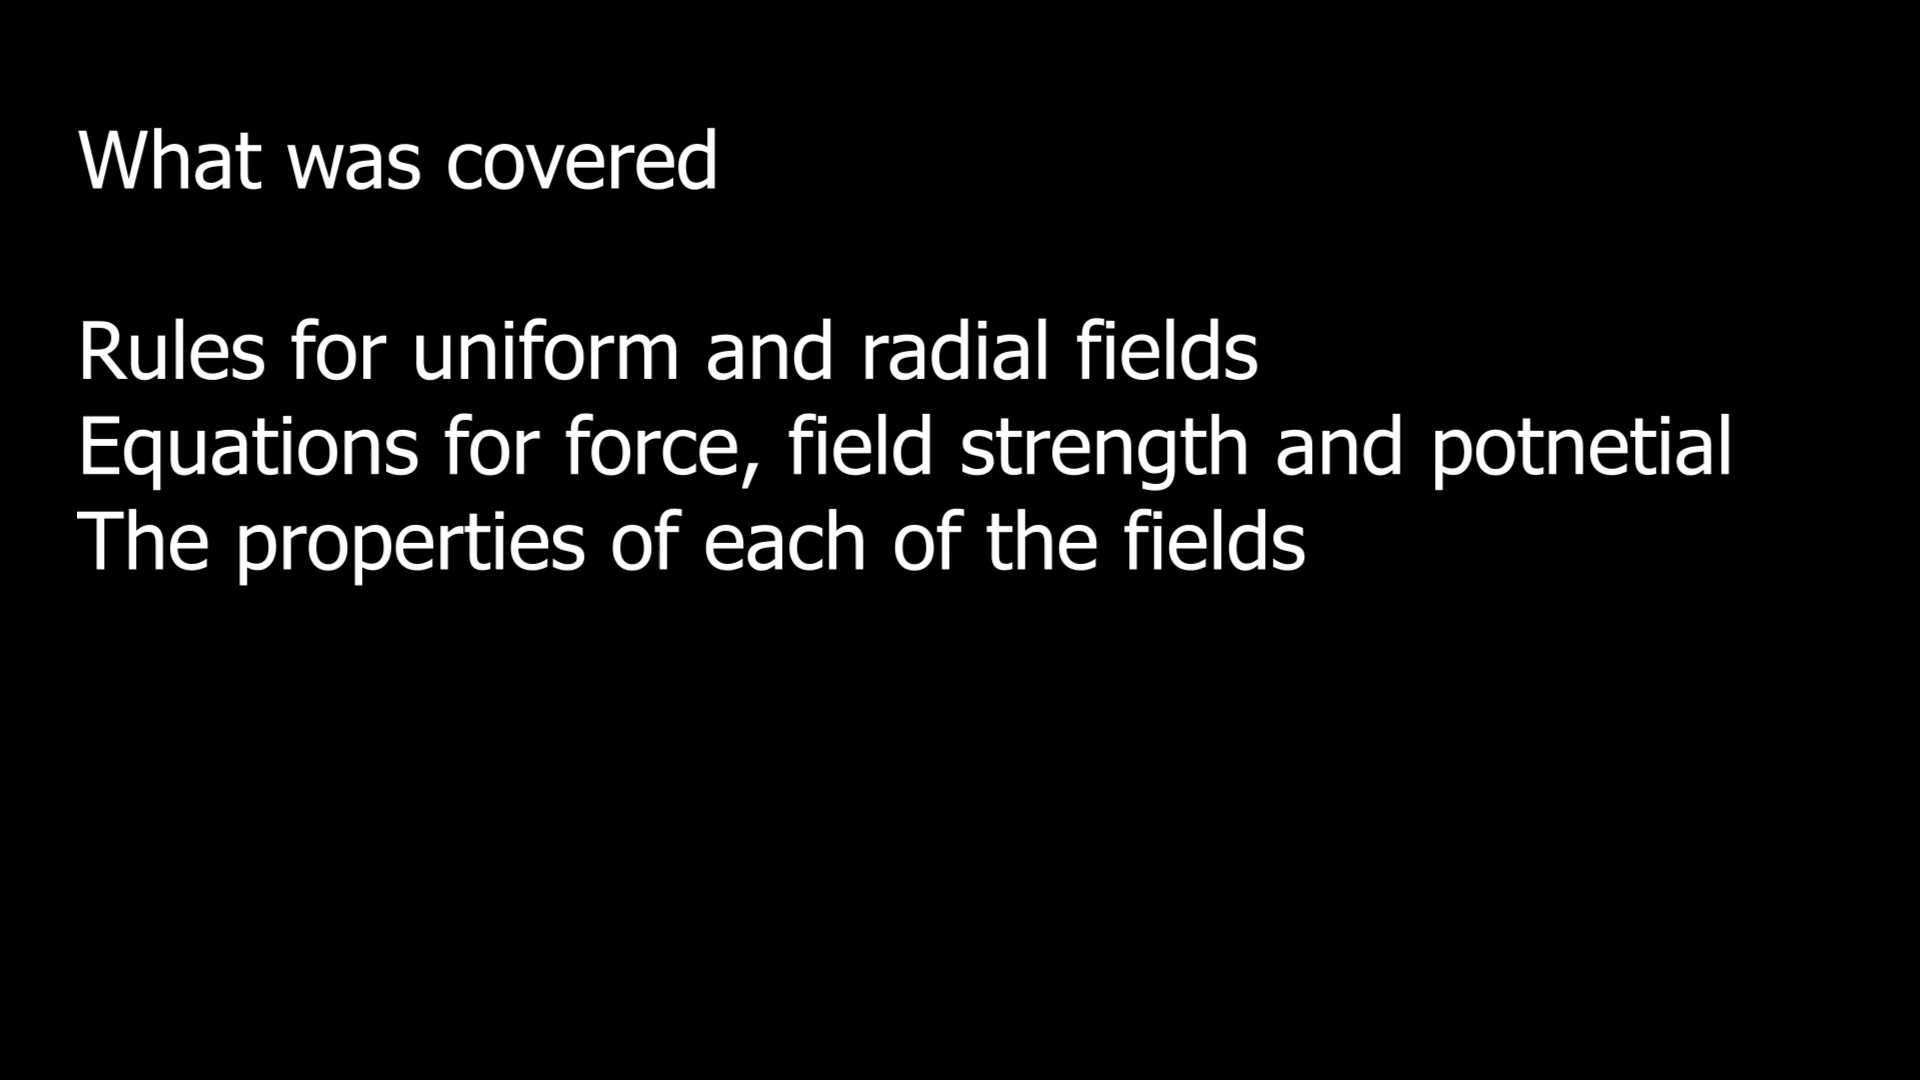 What was covered
Rules for uniform and radial fields
Equations for force, field strength and potnetial
The properties of each of the fields